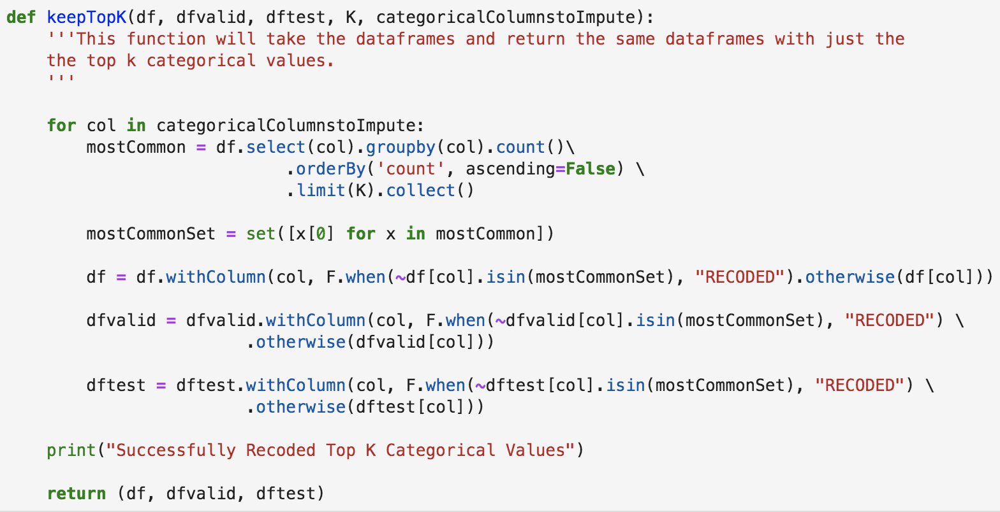 def keepTopK(df, dfvalid, dftest, K, categoricalColumnstoImpute):
    '''This function will take the dataframes and return the same dataframes with just the
    the top k categorical values.
    '''
    for col in categoricalColumnstoImpute:
        mostCommon = df.select(col).groupby(col).count()\
                            .orderBy('count', ascending=False) \
                            .limit(K).collect()
        mostCommonSet = set([x[0] for x in mostCommon])
        df = df.withColumn(col, F.when(~df[col].isin(mostCommonSet), "RECODED").otherwise(df[col]))
        dfvalid = dfvalid.withColumn(col, F.when(~dfvalid[col].isin(mostCommonSet), "RECODED") \
                        .otherwise(dfvalid[col]))
        dftest = dftest.withColumn(col, F.when(~dftest[col].isin(mostCommonSet), "RECODED") \
                        .otherwise(dftest[col]))
    print("Successfully Recoded Top K Categorical Values")
    return (df, dfvalid, dftest)